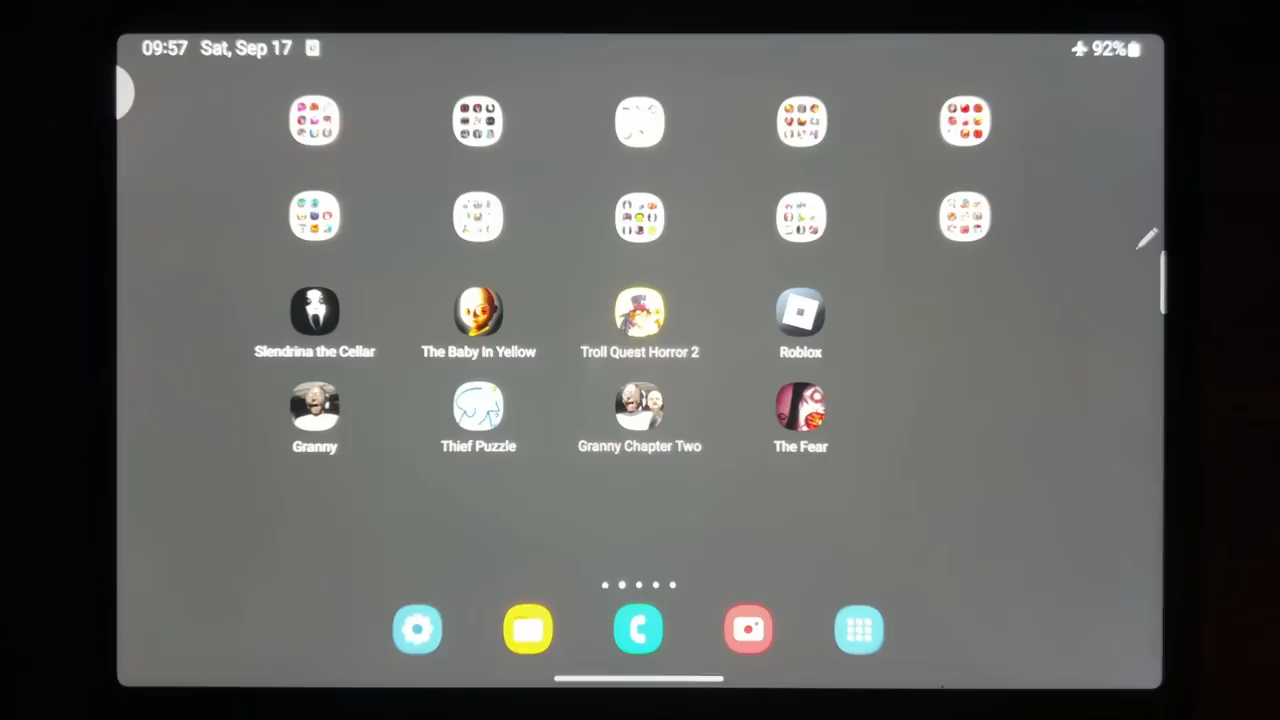 09:57 Sat, Sep 17 92%
Slendrina the Cellar The Baby In Yellow Troll Quest Horror 2 Roblox
Granny Thief Puzzle Granny Chapter Two The Fear